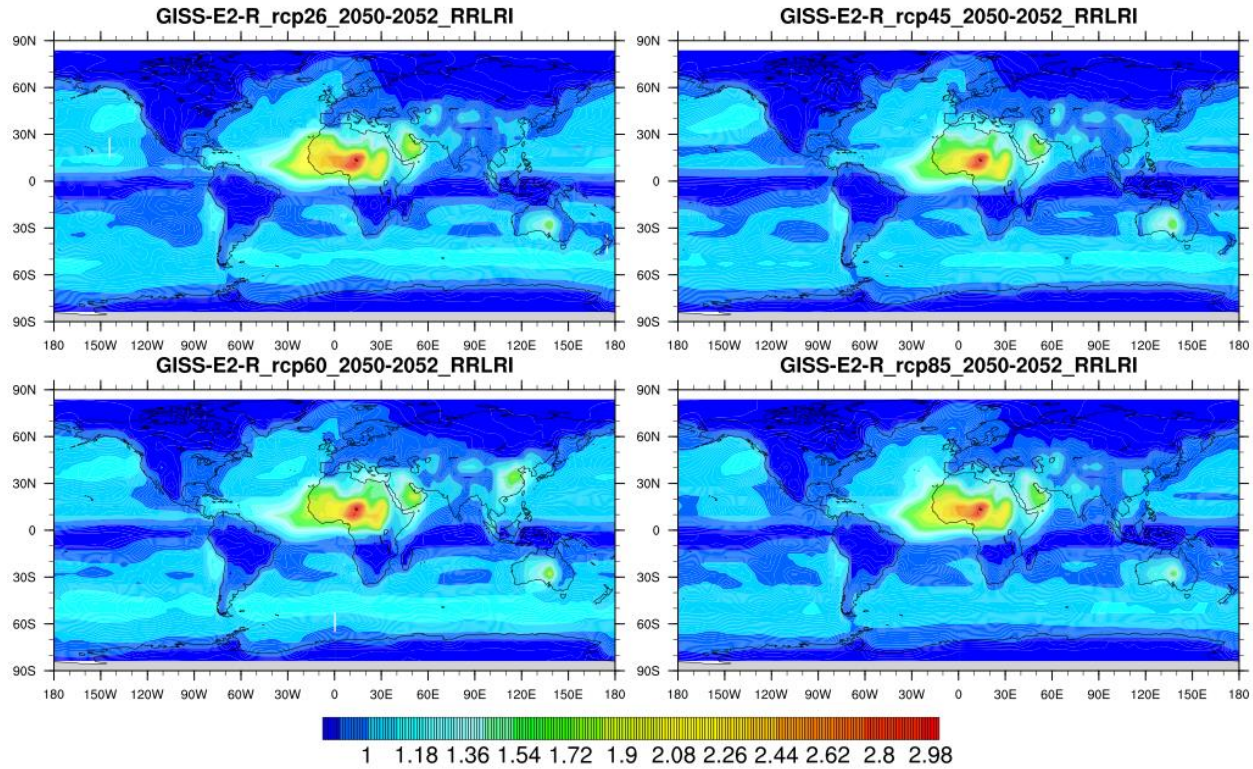 GISS-E2-R_rcp26_2050-2052_RRLRI
GISS-E2-R_rcp45_2050-2052_RRLRI
90N
60N
30N
0
30S
60S
90S
180 150W 120W 90W 60W 30W 0 30E 60E 90E 120E 150E 180
180 150W 120W 90W 60W 30W 0 30E 60E 90E 120E 150E 180
90N
60N
30N
0
30S
60S
90S
GISS-E2-R_rcp60_2050-2052_RRLRI
GISS-E2-R_rcp85_2050-2052_RRLRI
90N
60N
30N
0
30S
60S
90S
180 150W 120W 90W 60W 30W 0 30E 60E 90E 120E 150E 180
180 150W 120W 90W 60W 30W 0 30E 60E 90E 120E 150E 180
90N
60N
30N
0
30S
60S
90S
1 1.18 1.36 1.54 1.72 1.9 2.08 2.26 2.44 2.62 2.8 2.98